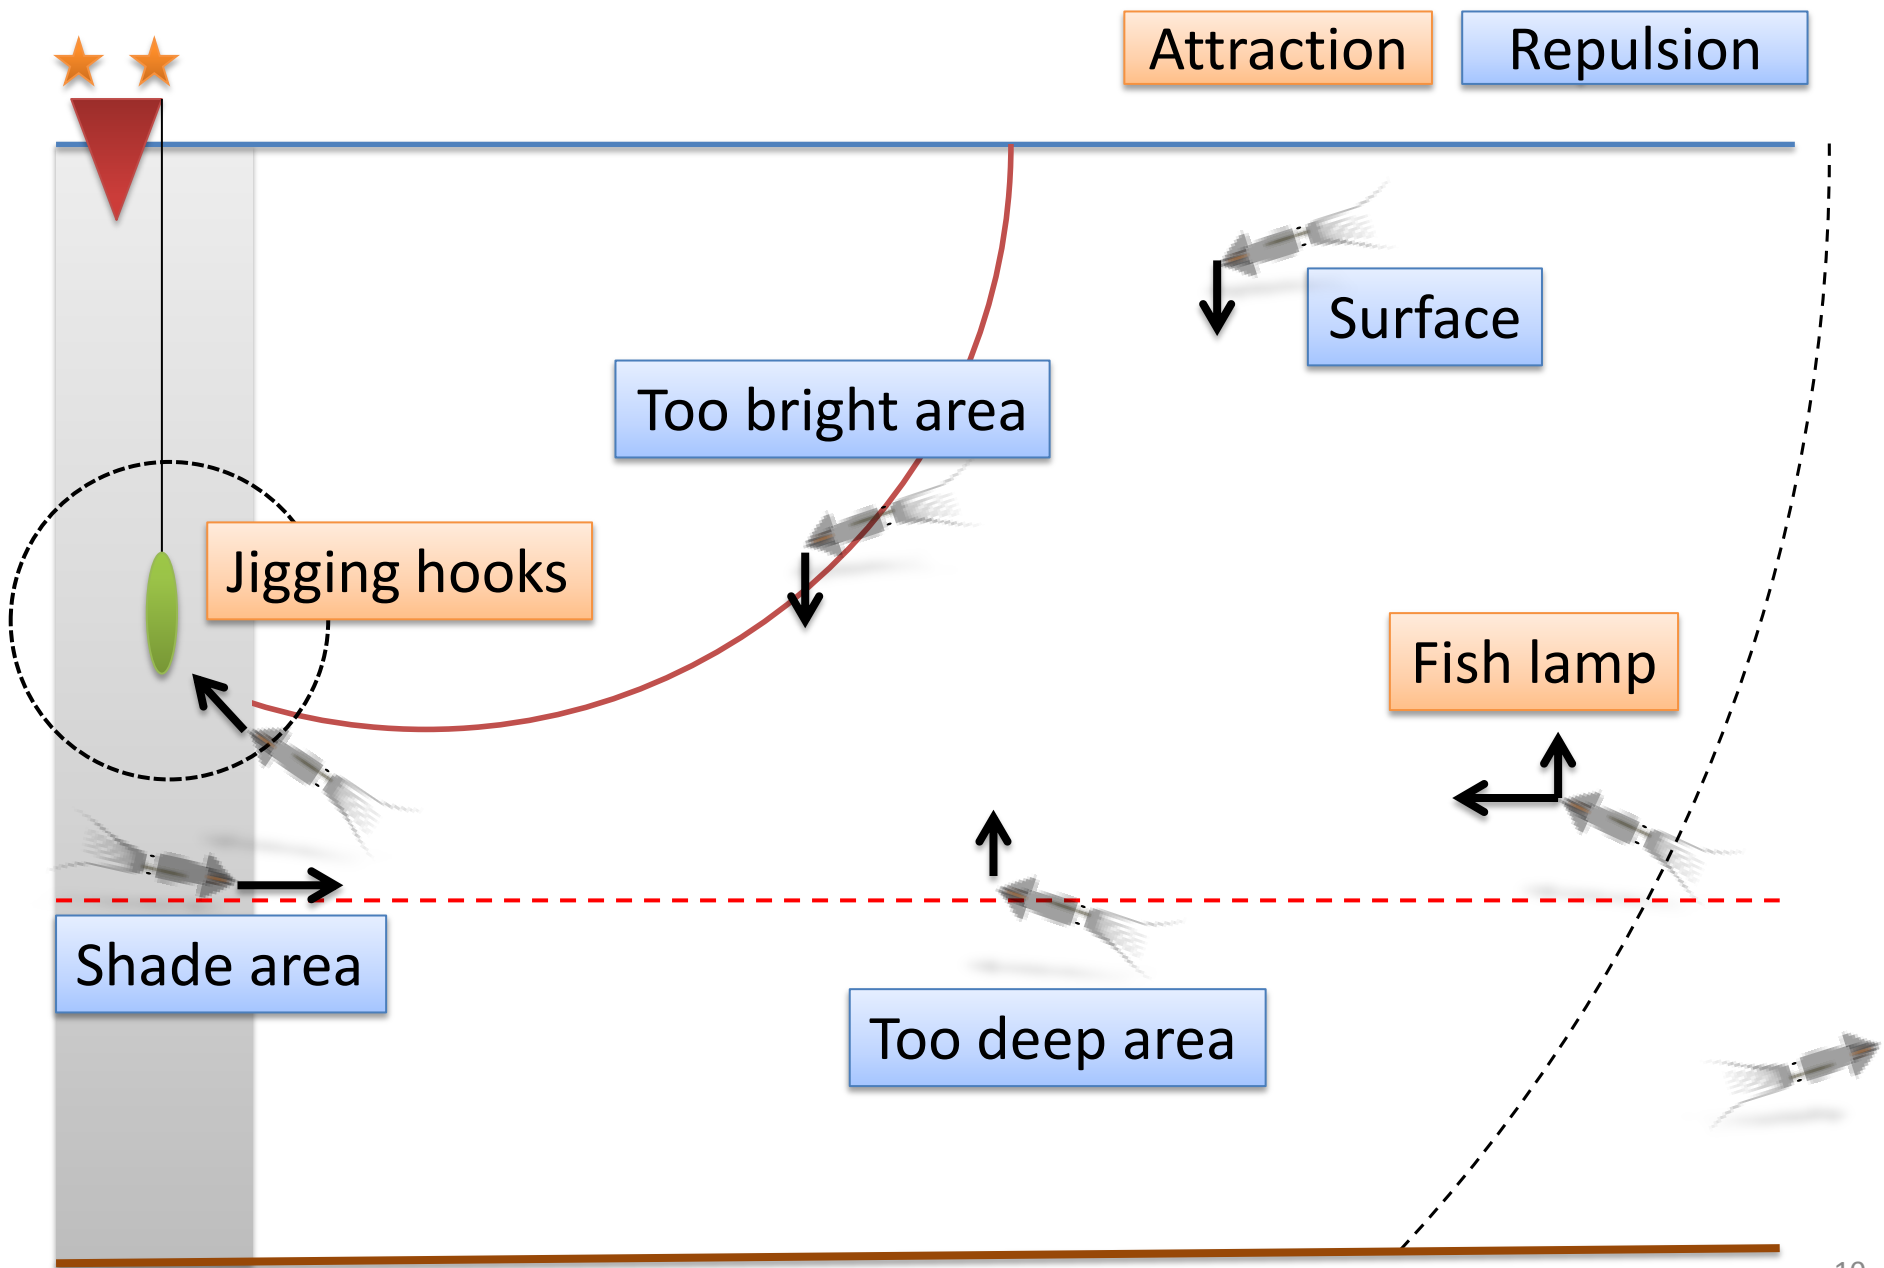 Attraction
Repulsion
Surface
Too bright area
Jigging hooks
Fish lamp
Shade area
Too deep area